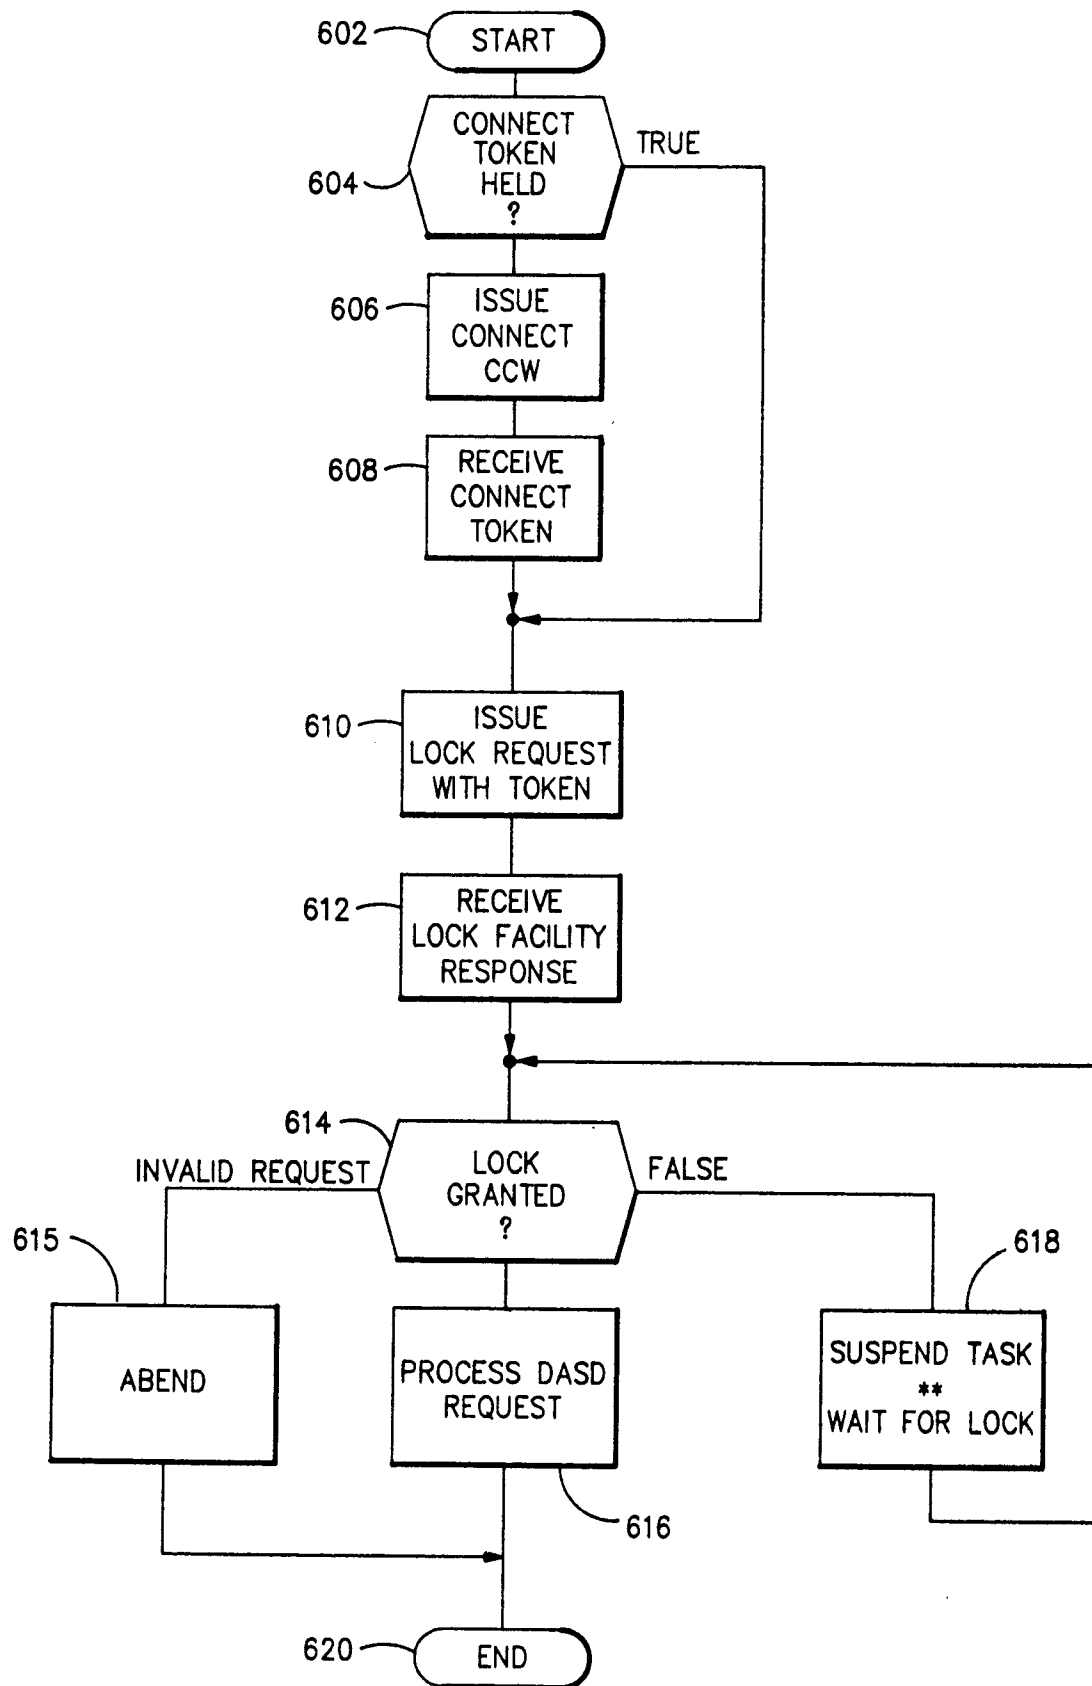 602
START
CONNECT
TOKEN
HELD
?
TRUE
604
606
ISSUE
CONNECT
CCW
608
RECEIVE
CONNECT
TOKEN
610
ISSUE
LOCK REQUEST
WITH TOKEN
612
RECEIVE
LOCK FACILITY
RESPONSE
614
INVALID REQUEST
LOCK
GRANTED
?
FALSE
615
ABEND
PROCESS DASD
REQUEST
616
618
SUSPEND TASK
**
WAIT FOR LOCK
620
END